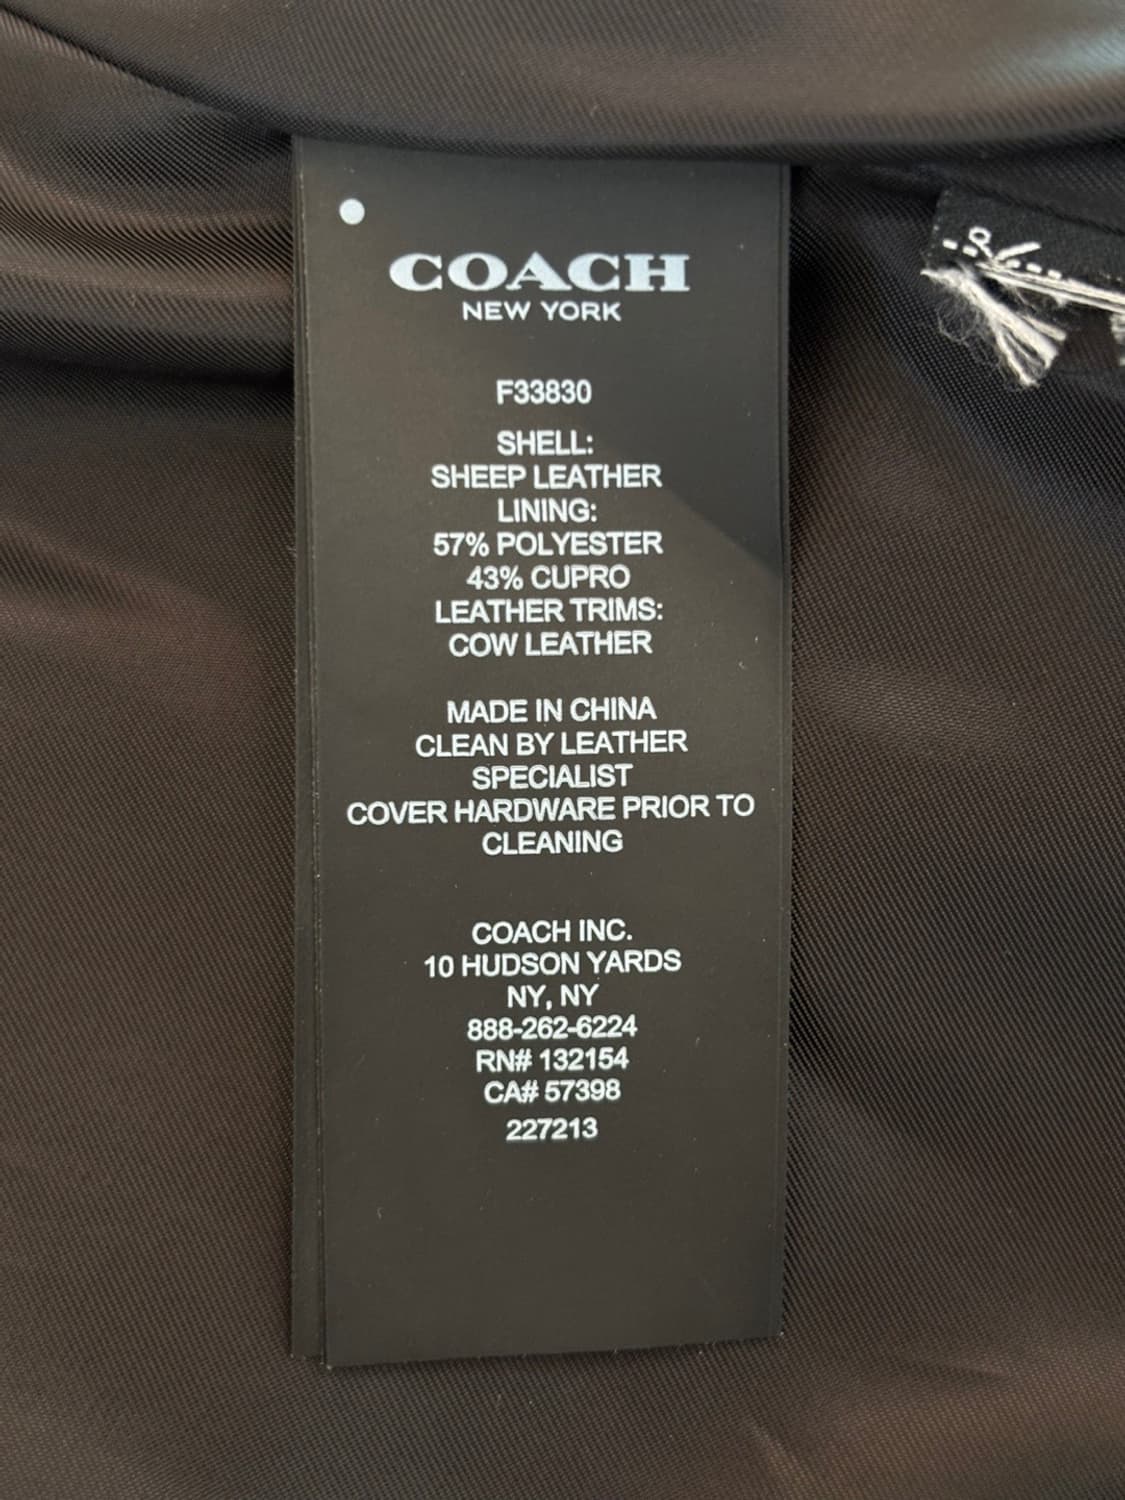 COACH
NEW YORK
F33830
SHELL:
SHEEP LEATHER
LINING:
57% POLYESTER
43% CUPRO
LEATHER TRIMS:
COW LEATHER
MADE IN CHINA
CLEAN BY LEATHER
SPECIALIST
COVER HARDWARE PRIOR TO
CLEANING
COACH INC.
10 HUDSON YARDS
NY, NY
888-262-6224
RN# 132154
CA# 57398
227213